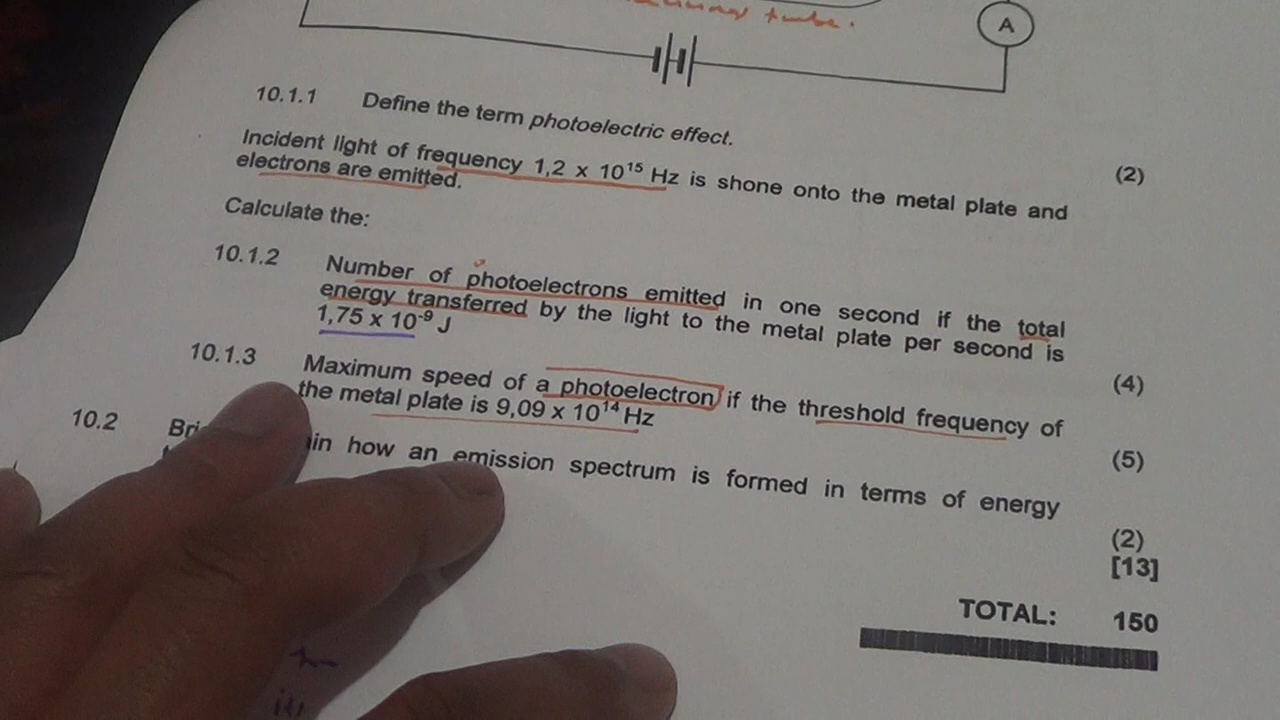 tube.
A
10.1.1 Define the term photoelectric effect.
(2)
Incident light of frequency 1,2 x 10¹⁵ Hz is shone onto the metal plate and
electrons are emitted.
Calculate the:
10.1.2 Number of photoelectrons emitted in one second if the total
energy transferred by the light to the metal plate per second is
1,75 x 10⁻⁹ J
(4)
10.1.3 Maximum speed of a photoelectron if the threshold frequency of
the metal plate is 9,09 x 10¹⁴ Hz
(5)
10.2 how an emission spectrum is formed in terms of energy
(2)
[13]
TOTAL: 150